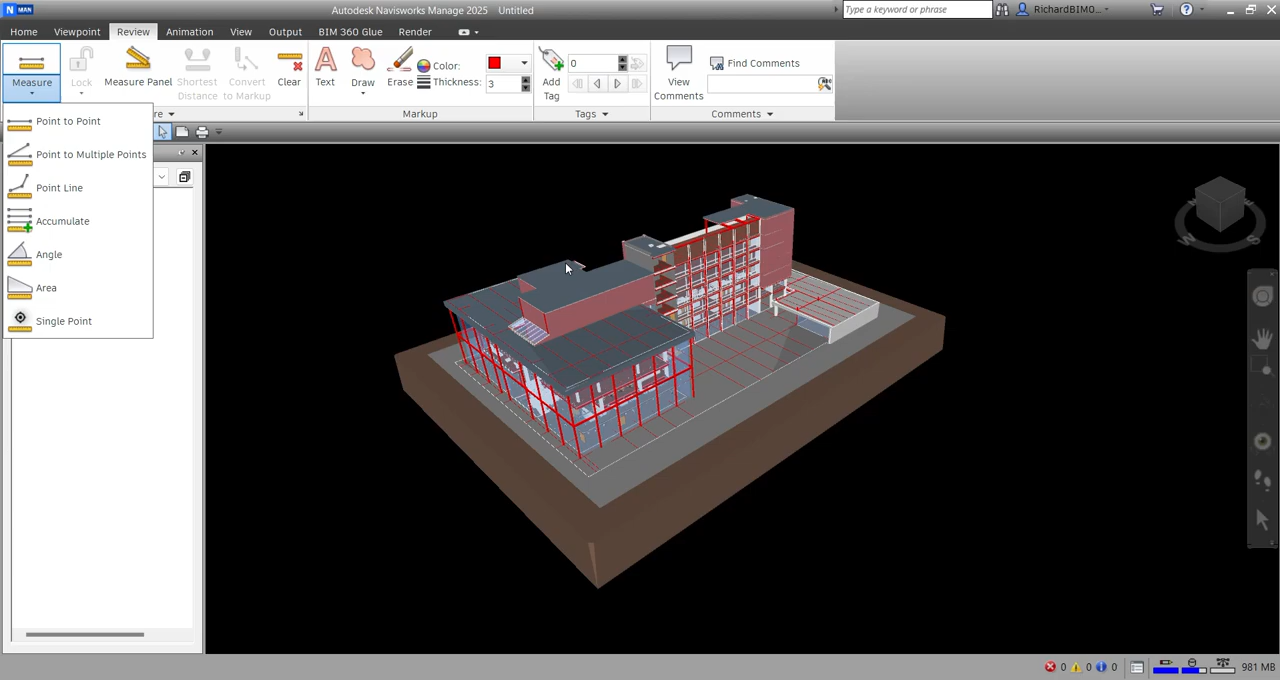 N MAN
Autodesk Navisworks Manage 2025 Untitled
Type a keyword or phrase
RichardBIMO...
Home Viewpoint Review Animation View Output BIM 360 Glue Render
Measure
Lock
Measure Panel
Shortest Distance
Convert to Markup
Clear
Text
Draw
Erase
Color:
Thickness: 3
Markup
Add Tag
0
Tags
View Comments
Find Comments
Comments
re
Point to Point
Point to Multiple Points
Point Line
Accumulate
Angle
Area
Single Point
W S
0 0 0 981 MB